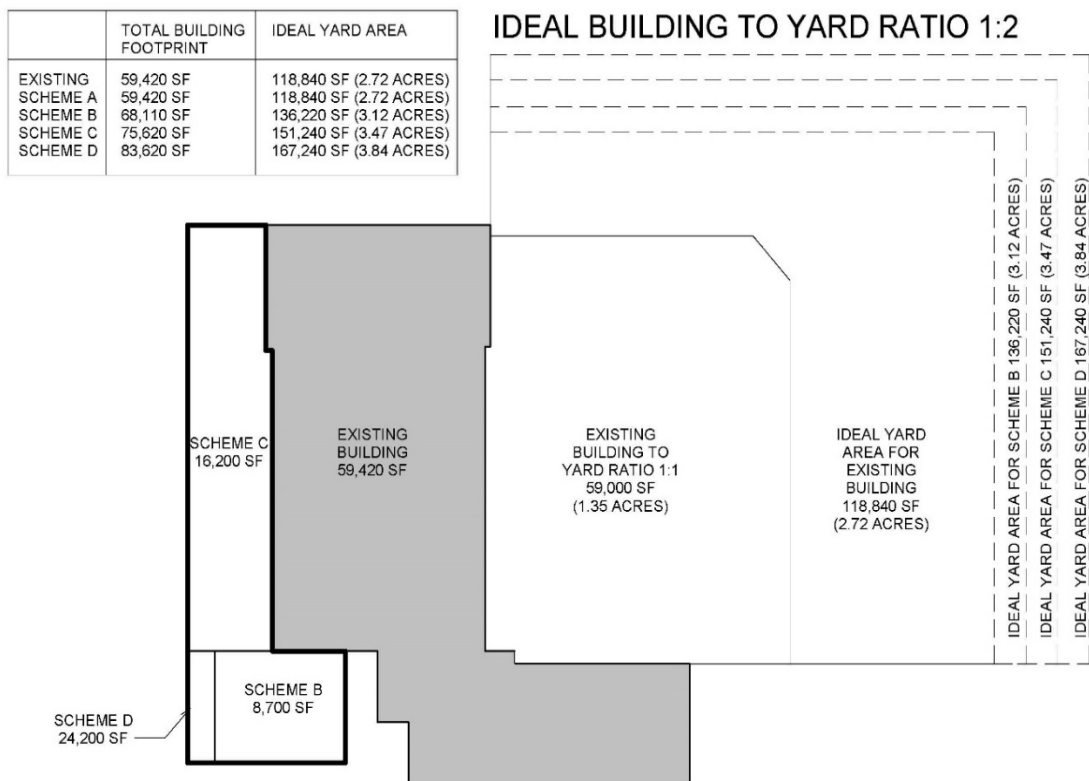 IDEAL BUILDING TO YARD RATIO 1:2
TOTAL BUILDING FOOTPRINT IDEAL YARD AREA
EXISTING 59,420 SF 118,840 SF (2.72 ACRES)
SCHEME A 59,420 SF 118,840 SF (2.72 ACRES)
SCHEME B 68,110 SF 136,220 SF (3.12 ACRES)
SCHEME C 75,620 SF 151,240 SF (3.47 ACRES)
SCHEME D 83,620 SF 167,240 SF (3.84 ACRES)
SCHEME C
16,200 SF
EXISTING
BUILDING
59,420 SF
EXISTING
BUILDING TO
YARD RATIO 1:1
59,000 SF
(1.35 ACRES)
IDEAL YARD
AREA FOR
EXISTING
BUILDING
118,840 SF
(2.72 ACRES)
IDEAL YARD AREA FOR SCHEME B 136,220 SF (3.12 ACRES)
IDEAL YARD AREA FOR SCHEME C 151,240 SF (3.47 ACRES)
IDEAL YARD AREA FOR SCHEME D 167,240 SF (3.84 ACRES)
SCHEME B
8,700 SF
SCHEME D
24,200 SF